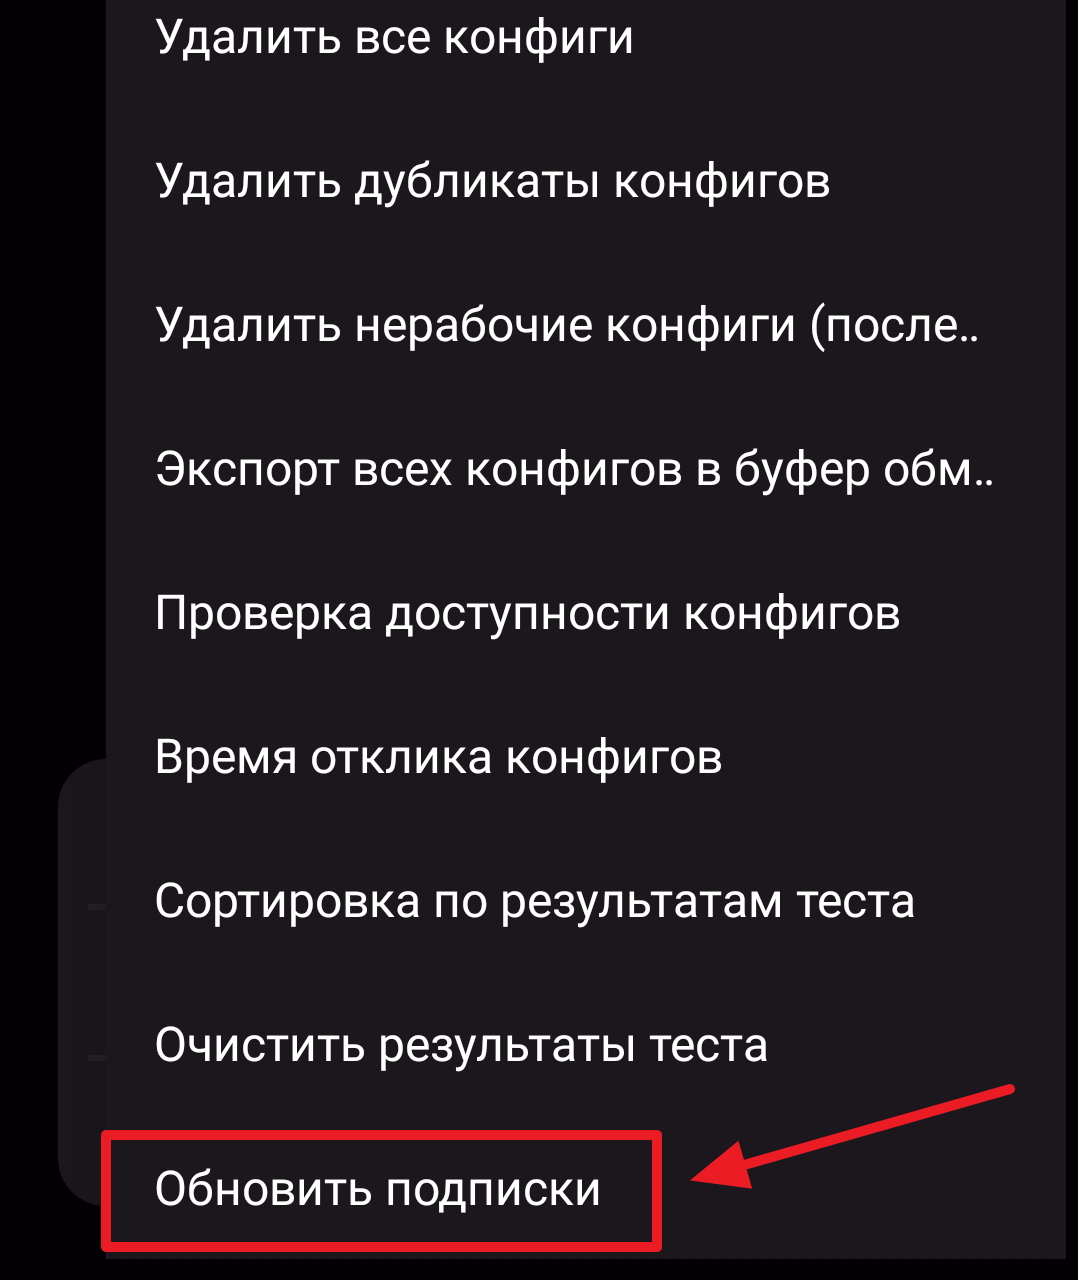 Удалить все конфиги
Удалить дубликаты конфигов
Удалить нерабочие конфиги (после..
Экспорт всех конфигов в буфер обм..
Проверка доступности конфигов
Время отклика конфигов
Сортировка по результатам теста
Очистить результаты теста
Обновить подписки